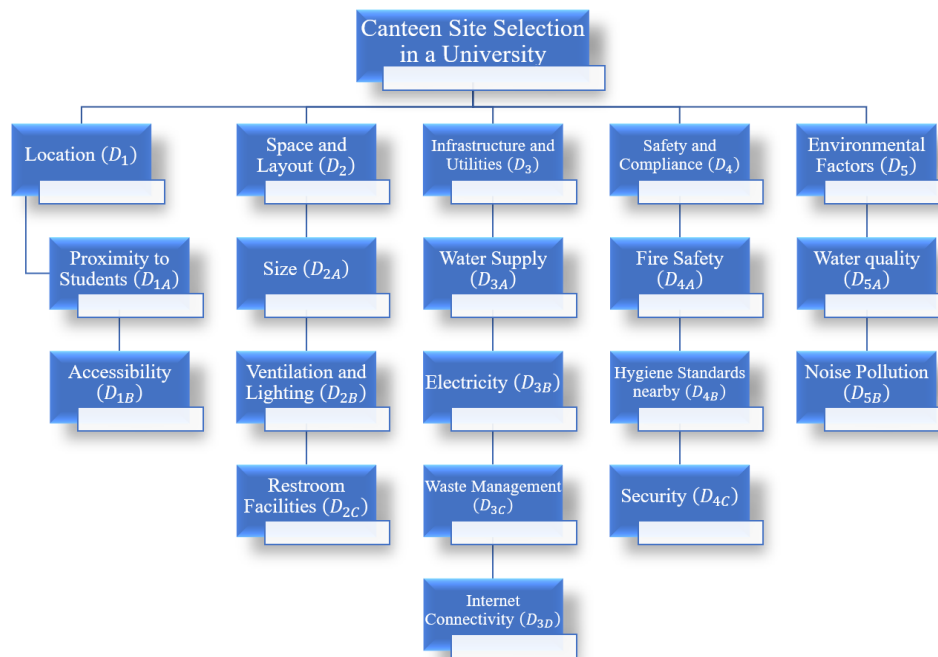 Canteen Site Selection
in a University
Location (D₁)
Proximity to
Students (D₁A)
Accessibility
(D₁B)
Space and
Layout (D₂)
Size (D₂A)
Ventilation and
Lighting (D₂B)
Restroom
Facilities (D₂C)
Infrastructure and
Utilities (D₃)
Water Supply
(D₃A)
Electricity (D₃B)
Waste Management
(D₃C)
Internet
Connectivity (D₃D)
Safety and
Compliance (D₄)
Fire Safety
(D₄A)
Hygiene Standards
nearby (D₄B)
Security (D₄C)
Environmental
Factors (D₅)
Water quality
(D₅A)
Noise Pollution
(D₅B)